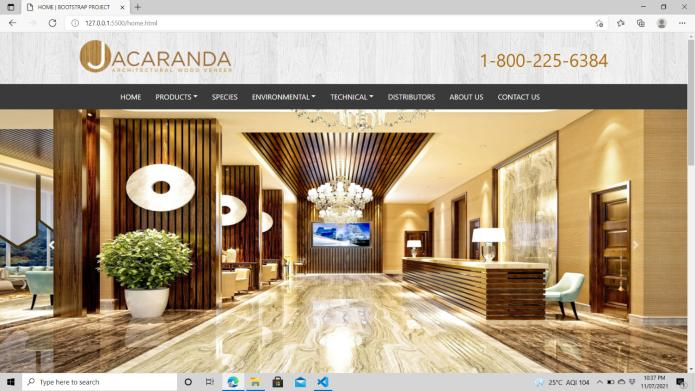 HOME | BOOTSTRAP PROJECT
127.0.0.1:5500/home.html
JACARANDA
ARCHITECTURAL WOOD VENEER
1-800-225-6384
HOME PRODUCTS SPECIES ENVIRONMENTAL TECHNICAL DISTRIBUTORS ABOUT US CONTACT US
Type here to search
25°C AQI 104
10:37 PM
11/07/2021